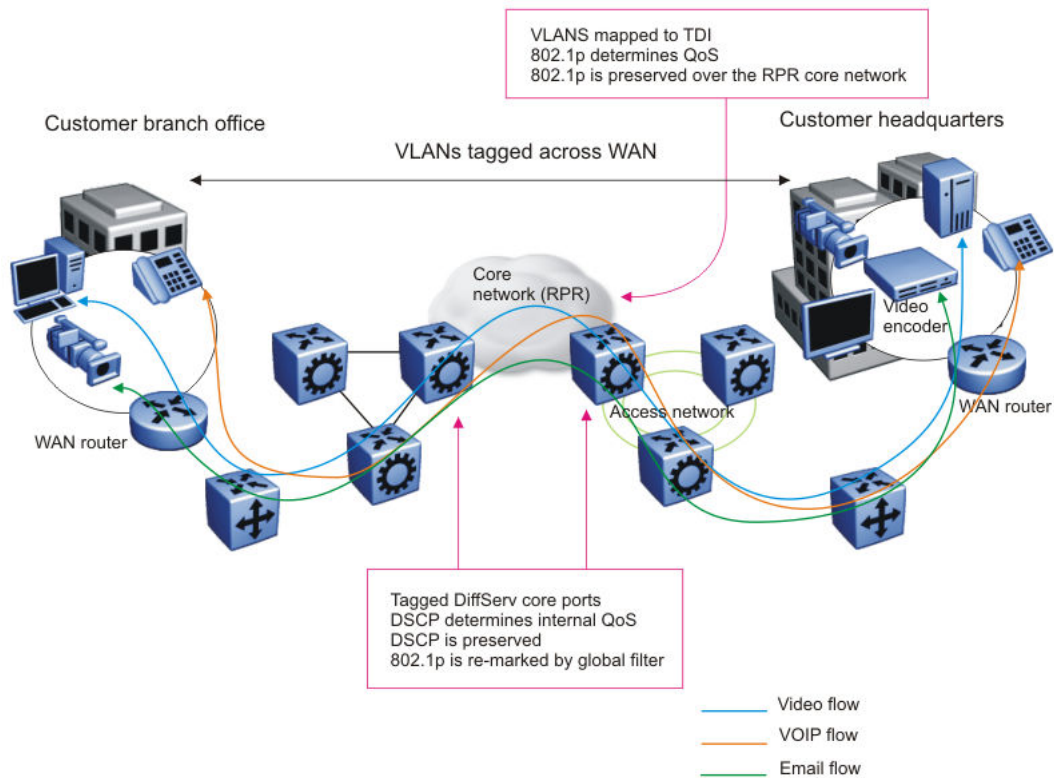 VLANS mapped to TDI
802.1p determines QoS
802.1p is preserved over the RPR core network
Customer branch office
Customer headquarters
VLANs tagged across WAN
Core
network (RPR)
Video
encoder
Access network
WAN router
WAN router
Tagged DiffServ core ports
DSCP determines internal QoS
DSCP is preserved
802.1p is re-marked by global filter
Video flow
VOIP flow
Email flow